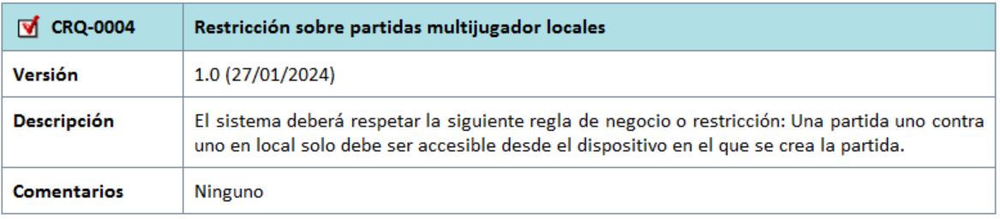 CRQ-0004 Restricción sobre partidas multijugador locales
Versión 1.0 (27/01/2024)
Descripción El sistema deberá respetar la siguiente regla de negocio o restricción: Una partida uno contra
uno en local solo debe ser accesible desde el dispositivo en el que se crea la partida.
Comentarios Ninguno